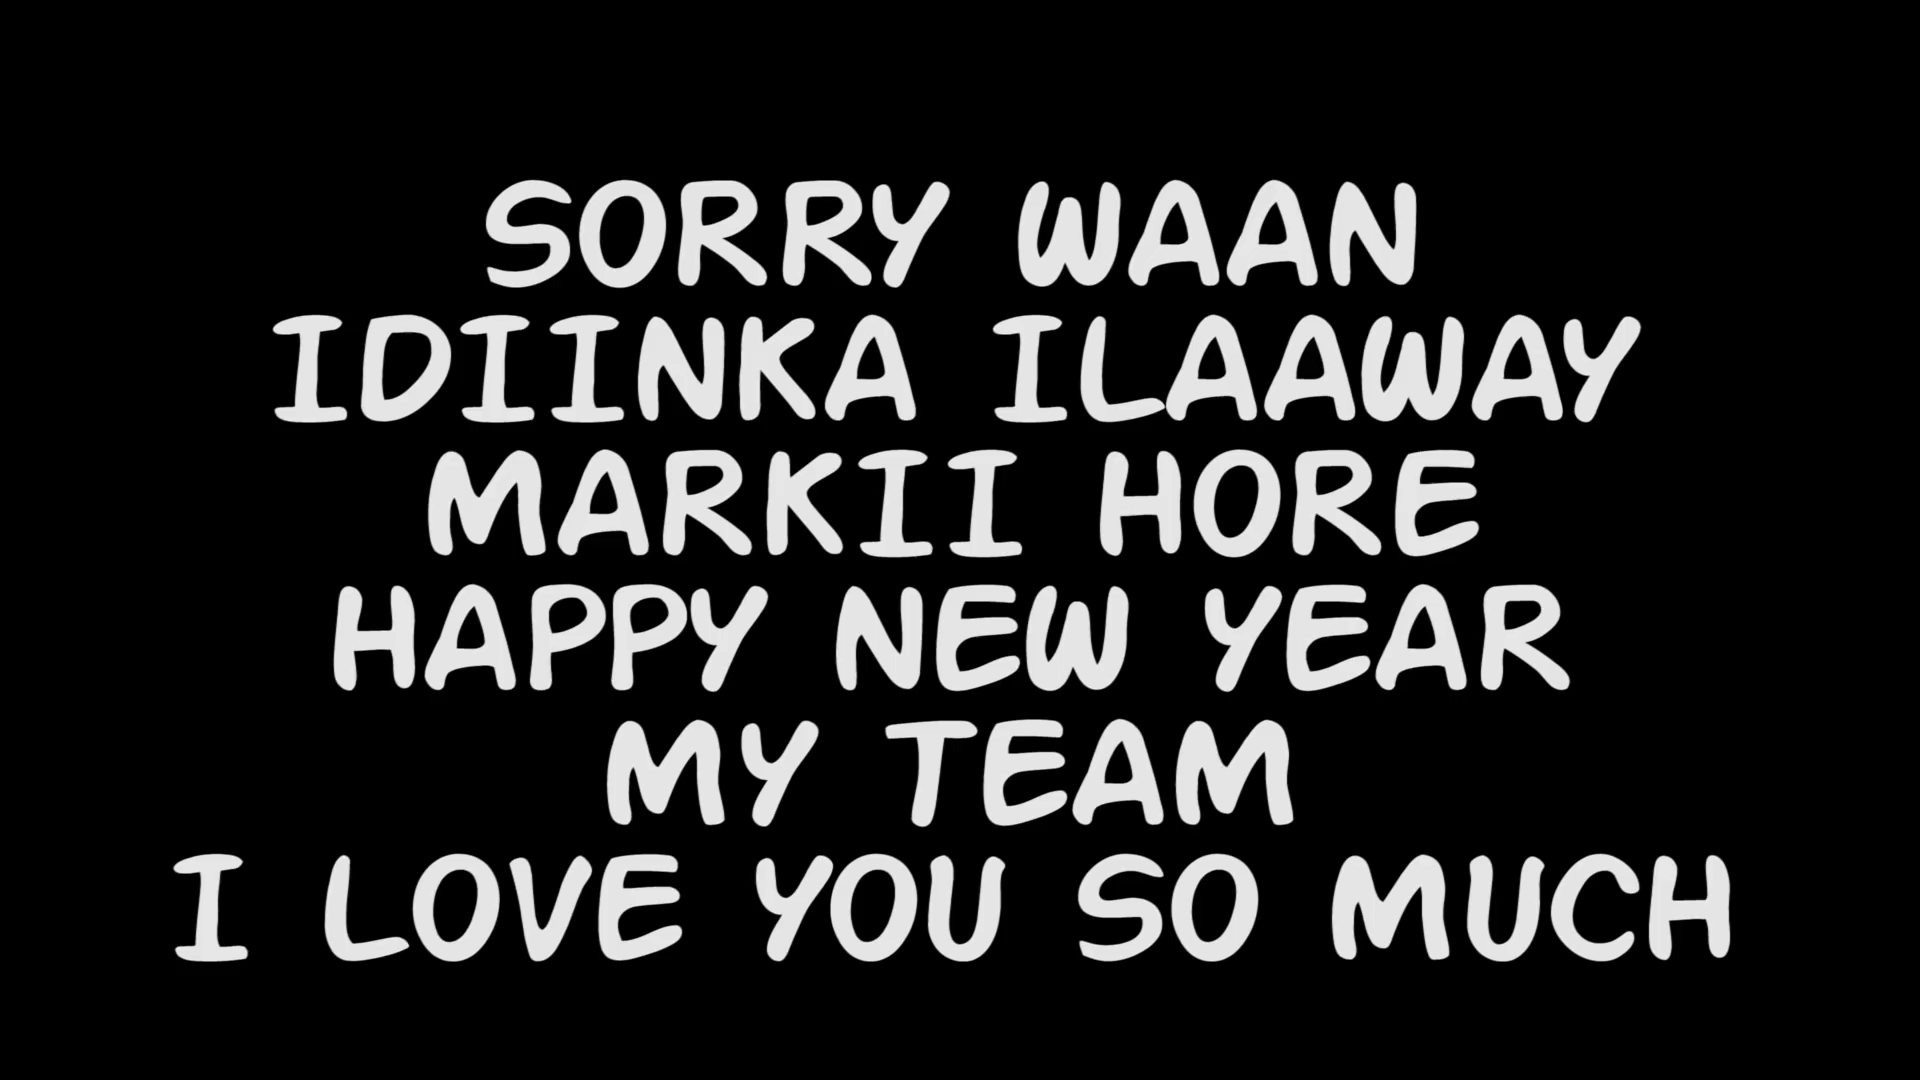 SORRY WAAN
IDIINKA ILAAWAY
MARKII HORE
HAPPY NEW YEAR
MY TEAM
I LOVE YOU SO MUCH